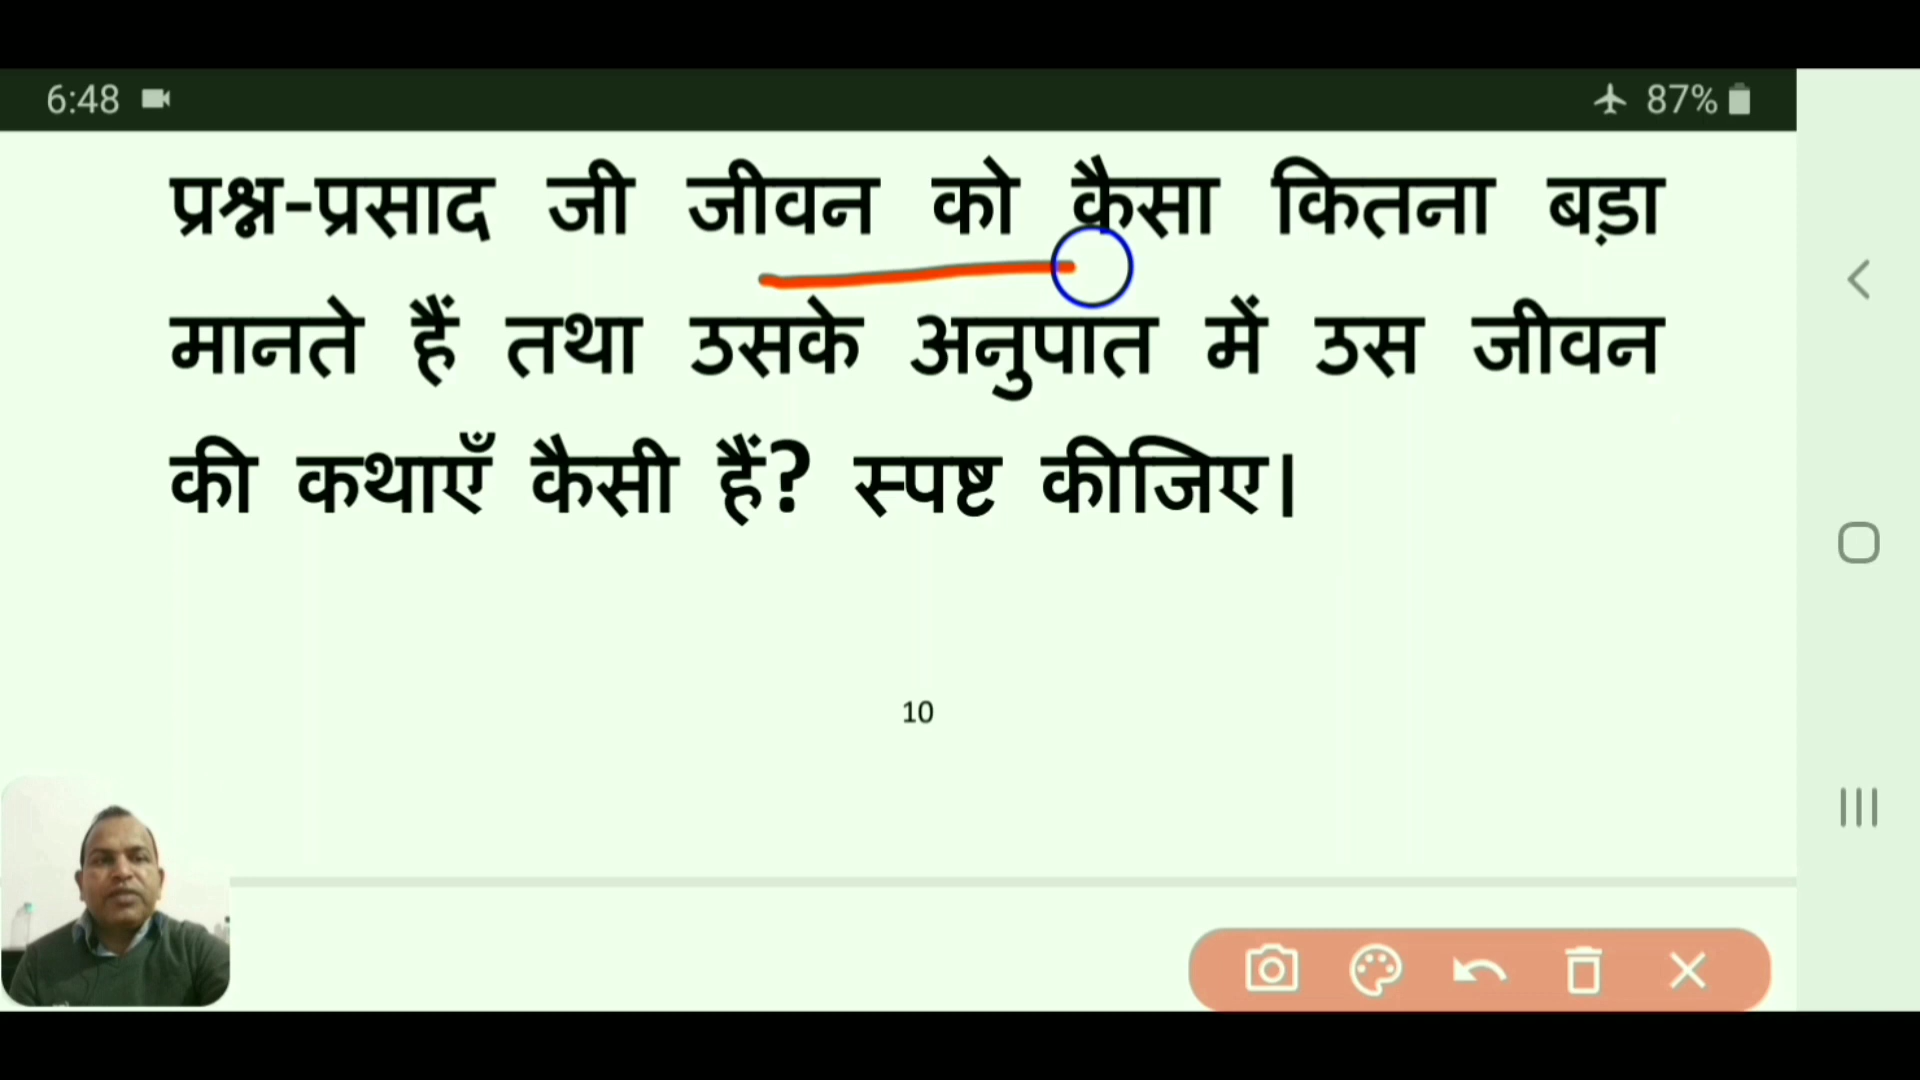 6:48
87%
प्रश्न-प्रसाद जी जीवन को कैसा कितना बड़ा
मानते हैं तथा उसके अनुपात में उस जीवन
की कथाएँ कैसी हैं? स्पष्ट कीजिए।
10